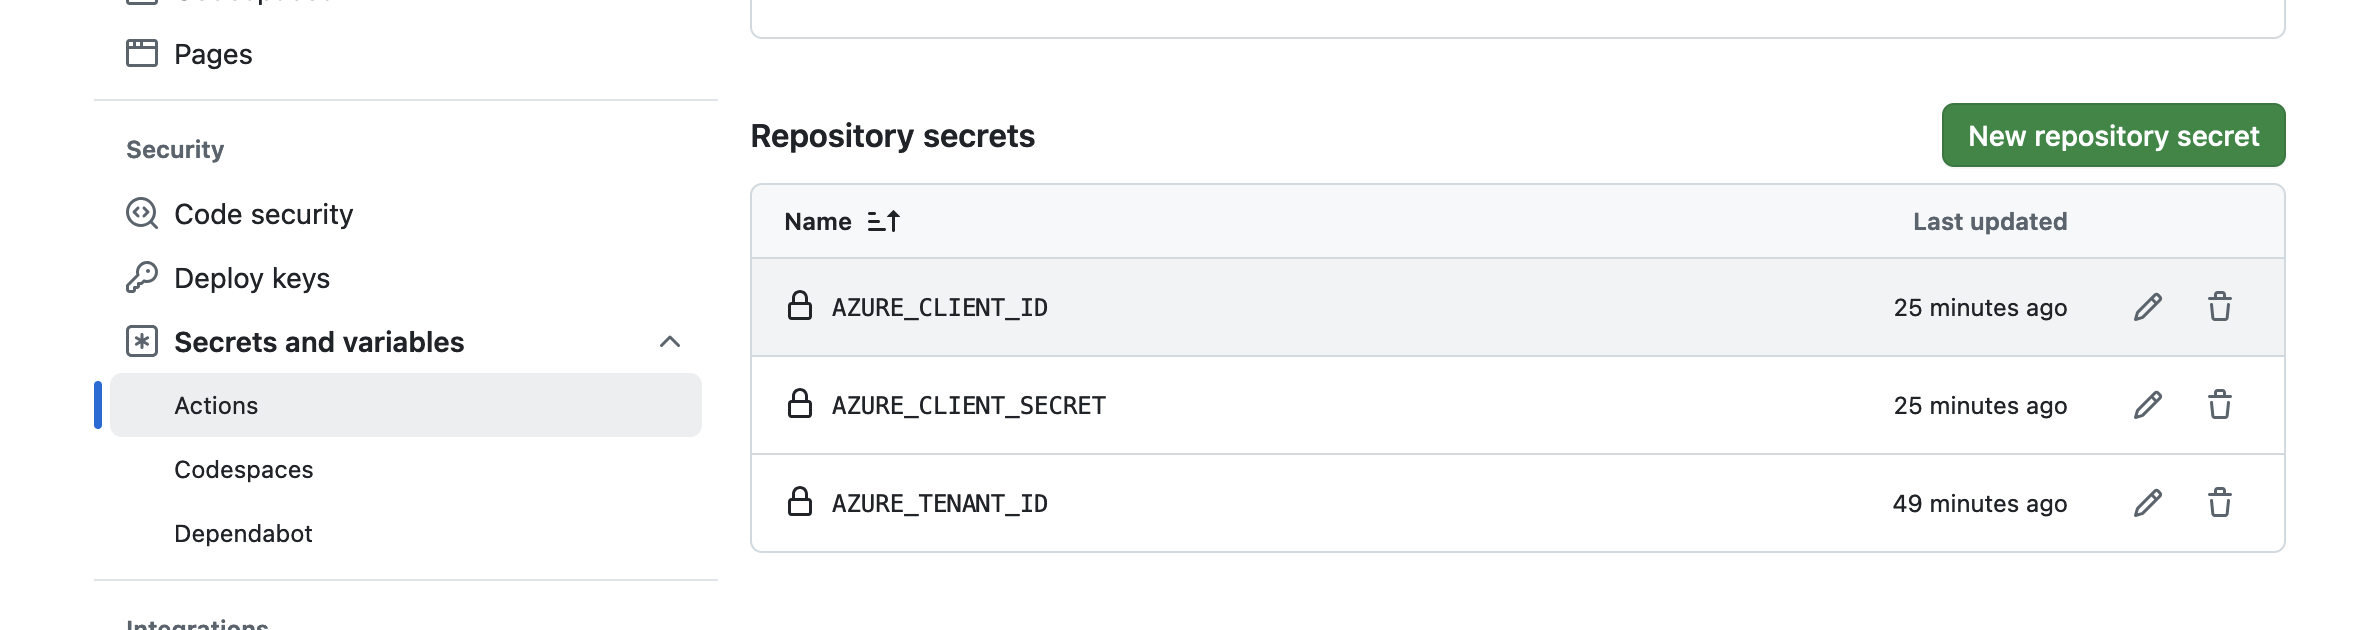 Pages
Security
Code security
Deploy keys
Secrets and variables
Actions
Codespaces
Dependabot
Integrations
Repository secrets
New repository secret
Name
Last updated
AZURE_CLIENT_ID
25 minutes ago
AZURE_CLIENT_SECRET
25 minutes ago
AZURE_TENANT_ID
49 minutes ago